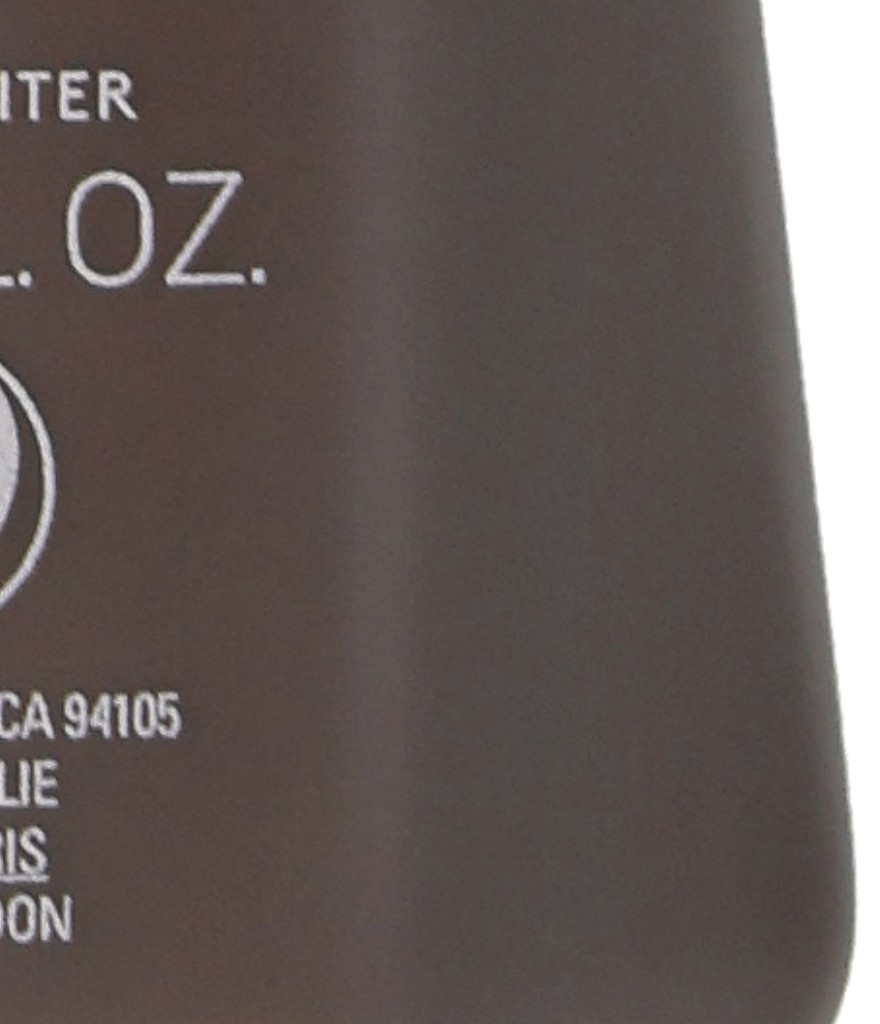 ITER
L. OZ.
CA 94105
LIE
RIS
DON